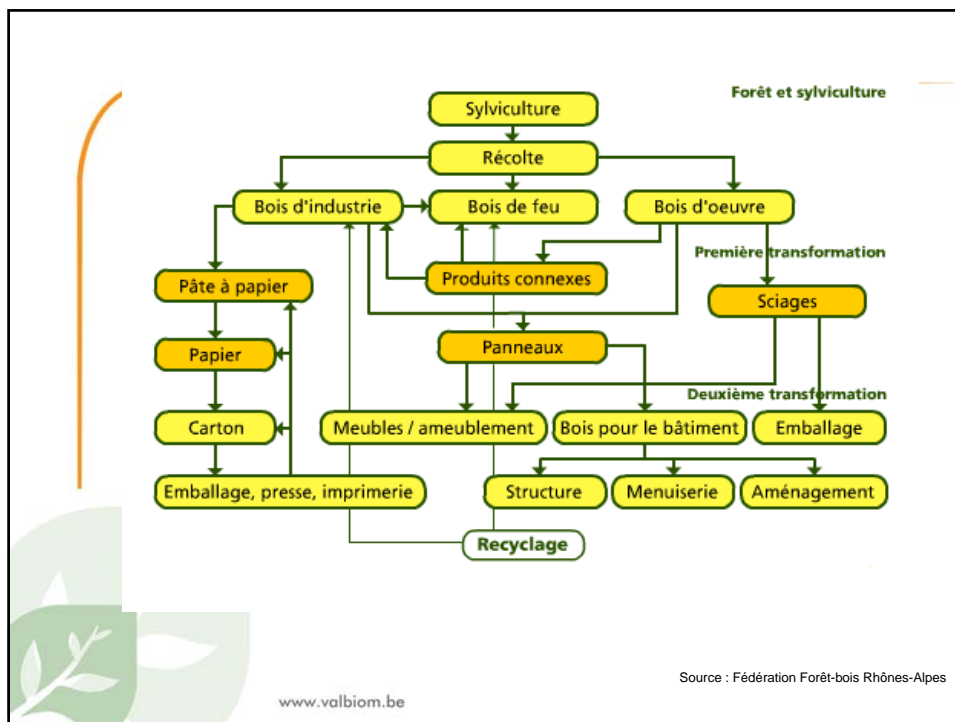 Forêt et sylviculture
Sylviculture
Récolte
Bois d'industrie
Bois de feu
Bois d'oeuvre
Première transformation
Produits connexes
Pâte à papier
Sciages
Papier
Panneaux
Deuxième transformation
Carton
Meubles / ameublement
Bois pour le bâtiment
Emballage
Emballage, presse, imprimerie
Structure
Menuiserie
Aménagement
Recyclage
Source : Fédération Forêt-bois Rhônes-Alpes
www.valbiom.be